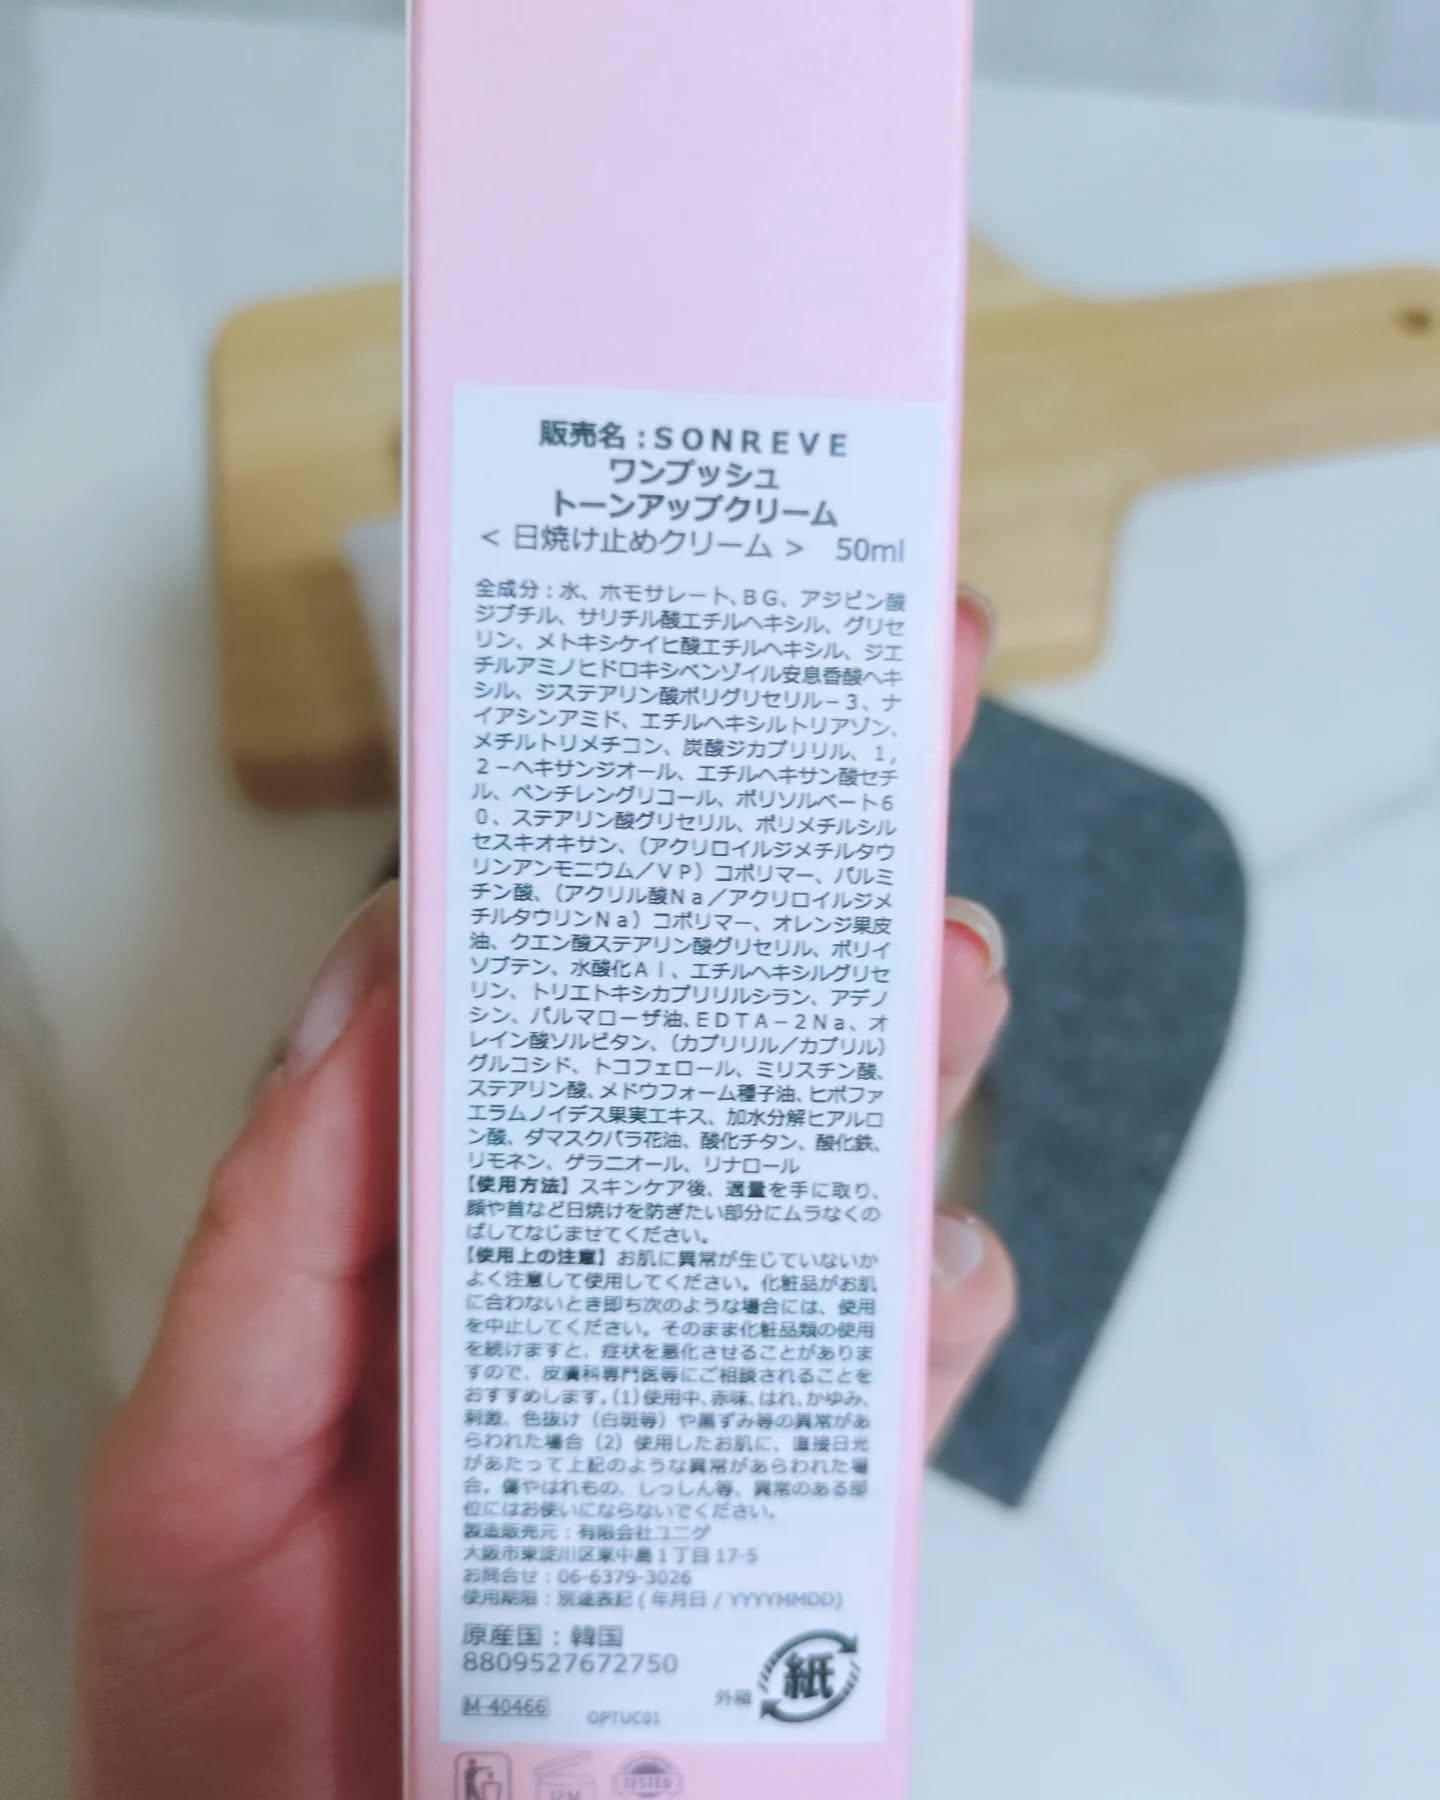 販売名:SONREVE
ワンプッシュ
トーンアップクリーム
< 日焼け止めクリーム > 50ml
全成分:水、ホモサレート、BG、アジピン酸
ジブチル、サリチル酸エチルヘキシル、グリセ
リン、メトキシケイヒ酸エチルヘキシル、ジエ
チルアミノヒドロキシベンゾイル安息香酸ヘキ
シル、ジステアリン酸ポリグリセリル-3、ナ
イアシンアミド、エチルヘキシルトリアゾン、
メチルトリメチコン、炭酸ジカプリリル、1,
2-ヘキサンジオール、エチルヘキサン酸セチ
ル、ペンチレングリコール、ポリソルベート6
0、ステアリン酸グリセリル、ポリメチルシル
セスキオキサン、(アクリロイルジメチルタウ
リンアンモニウム/VP)コポリマー、パルミ
チン酸、(アクリル酸Na/アクリロイルジメ
チルタウリンNa)コポリマー、オレンジ果皮
油、クエン酸ステアリン酸グリセリル、ポリイ
ソブテン、水酸化Al、エチルヘキシルグリセ
リン、トリエトキシカプリリルシラン、アデノ
シン、パルマローザ油、EDTA-2Na、オ
レイン酸ソルビタン、(カプリリル/カプリル)
グルコシド、トコフェロール、ミリスチン酸、
ステアリン酸、メドウフォーム種子油、ヒポファ
エラムノイデス果実エキス、加水分解ヒアルロ
ン酸、ダマスクバラ花油、酸化チタン、酸化鉄、
リモネン、ゲラニオール、リナロール
【使用方法】スキンケア後、適量を手に取り、
顔や首など日焼けを防ぎたい部分にムラなくの
ばしてなじませてください。
【使用上の注意】お肌に異常が生じていないか
よく注意して使用してください。化粧品がお肌
に合わないとき即ち次のような場合には、使用
を中止してください。そのまま化粧品類の使用
を続けますと、症状を悪化させることがありま
すので、皮膚科専門医等にご相談されることを
おすすめします。(1)使用中、赤味、はれ、かゆみ、
刺激、色抜け(白斑等)や黒ずみ等の異常があ
らわれた場合(2)使用したお肌に、直接日光
があたって上記のような異常があらわれた場
合。傷やはれもの、しっしん等、異常のある部
位にはお使いにならないでください。
製造販売元:有限会社ユニゲ
大阪市東淀川区東中島1丁目17-5
お問合せ:06-6379-3026
使用期限:別途表記(年月日/YYYYMMDD)
原産国:韓国
8809527672750
紙
外箱
M-40466
OPTUC01
12M
TESTED